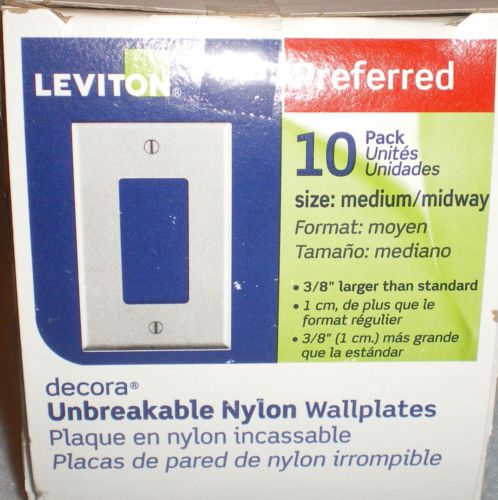 LEVITON®
Preferred
10 Pack
Unités
Unidades
size: medium/midway
Format: moyen
Tamaño: mediano
• 3/8" larger than standard
• 1 cm, de plus que le
format régulier
• 3/8" (1 cm.) más grande
que la estándar
decora®
Unbreakable Nylon Wallplates
Plaque en nylon incassable
Placas de pared de nylon irrompible